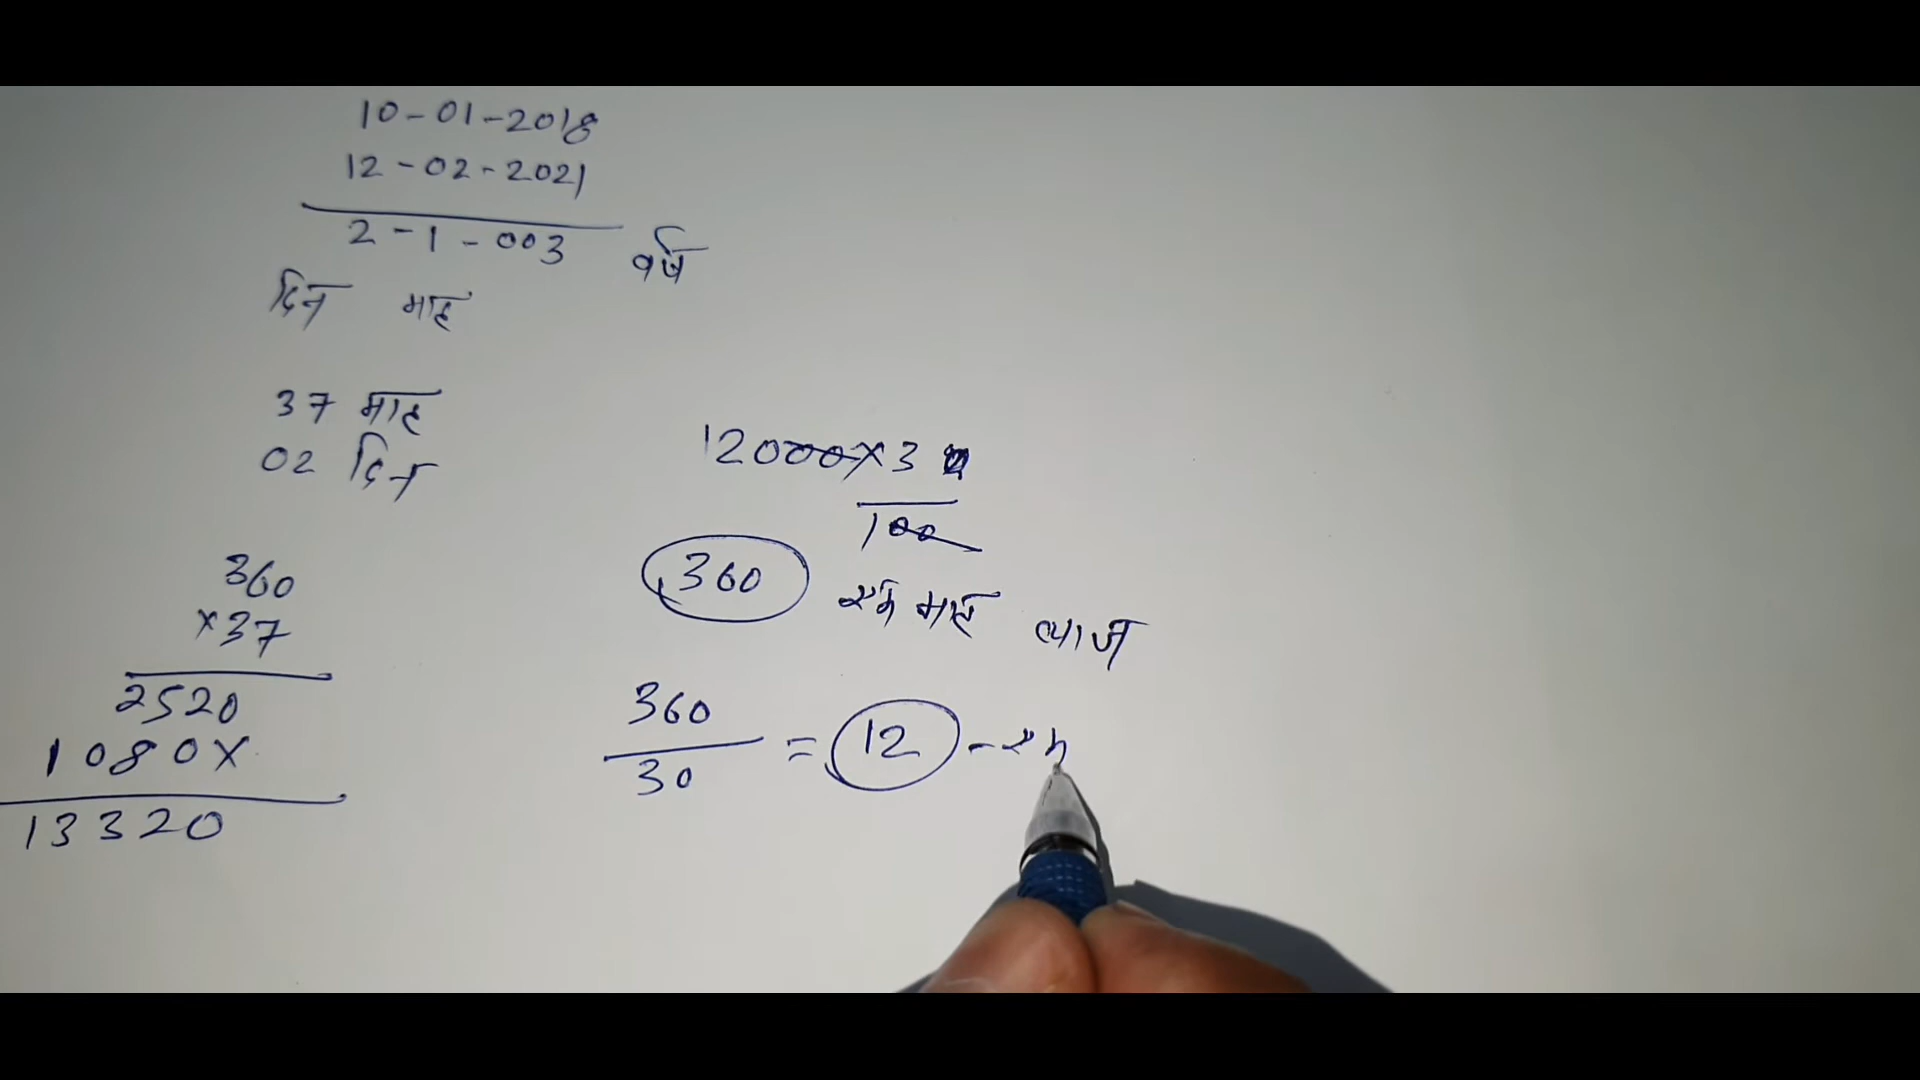 10-01-2018
12-02-2021
2-1-003 वर्ष
दिन माह
37 माह
02 दिन
360
×37
2520
1080×
13320
12000×3
100
360 एक माह ब्याज
360
30
= 12 - एक